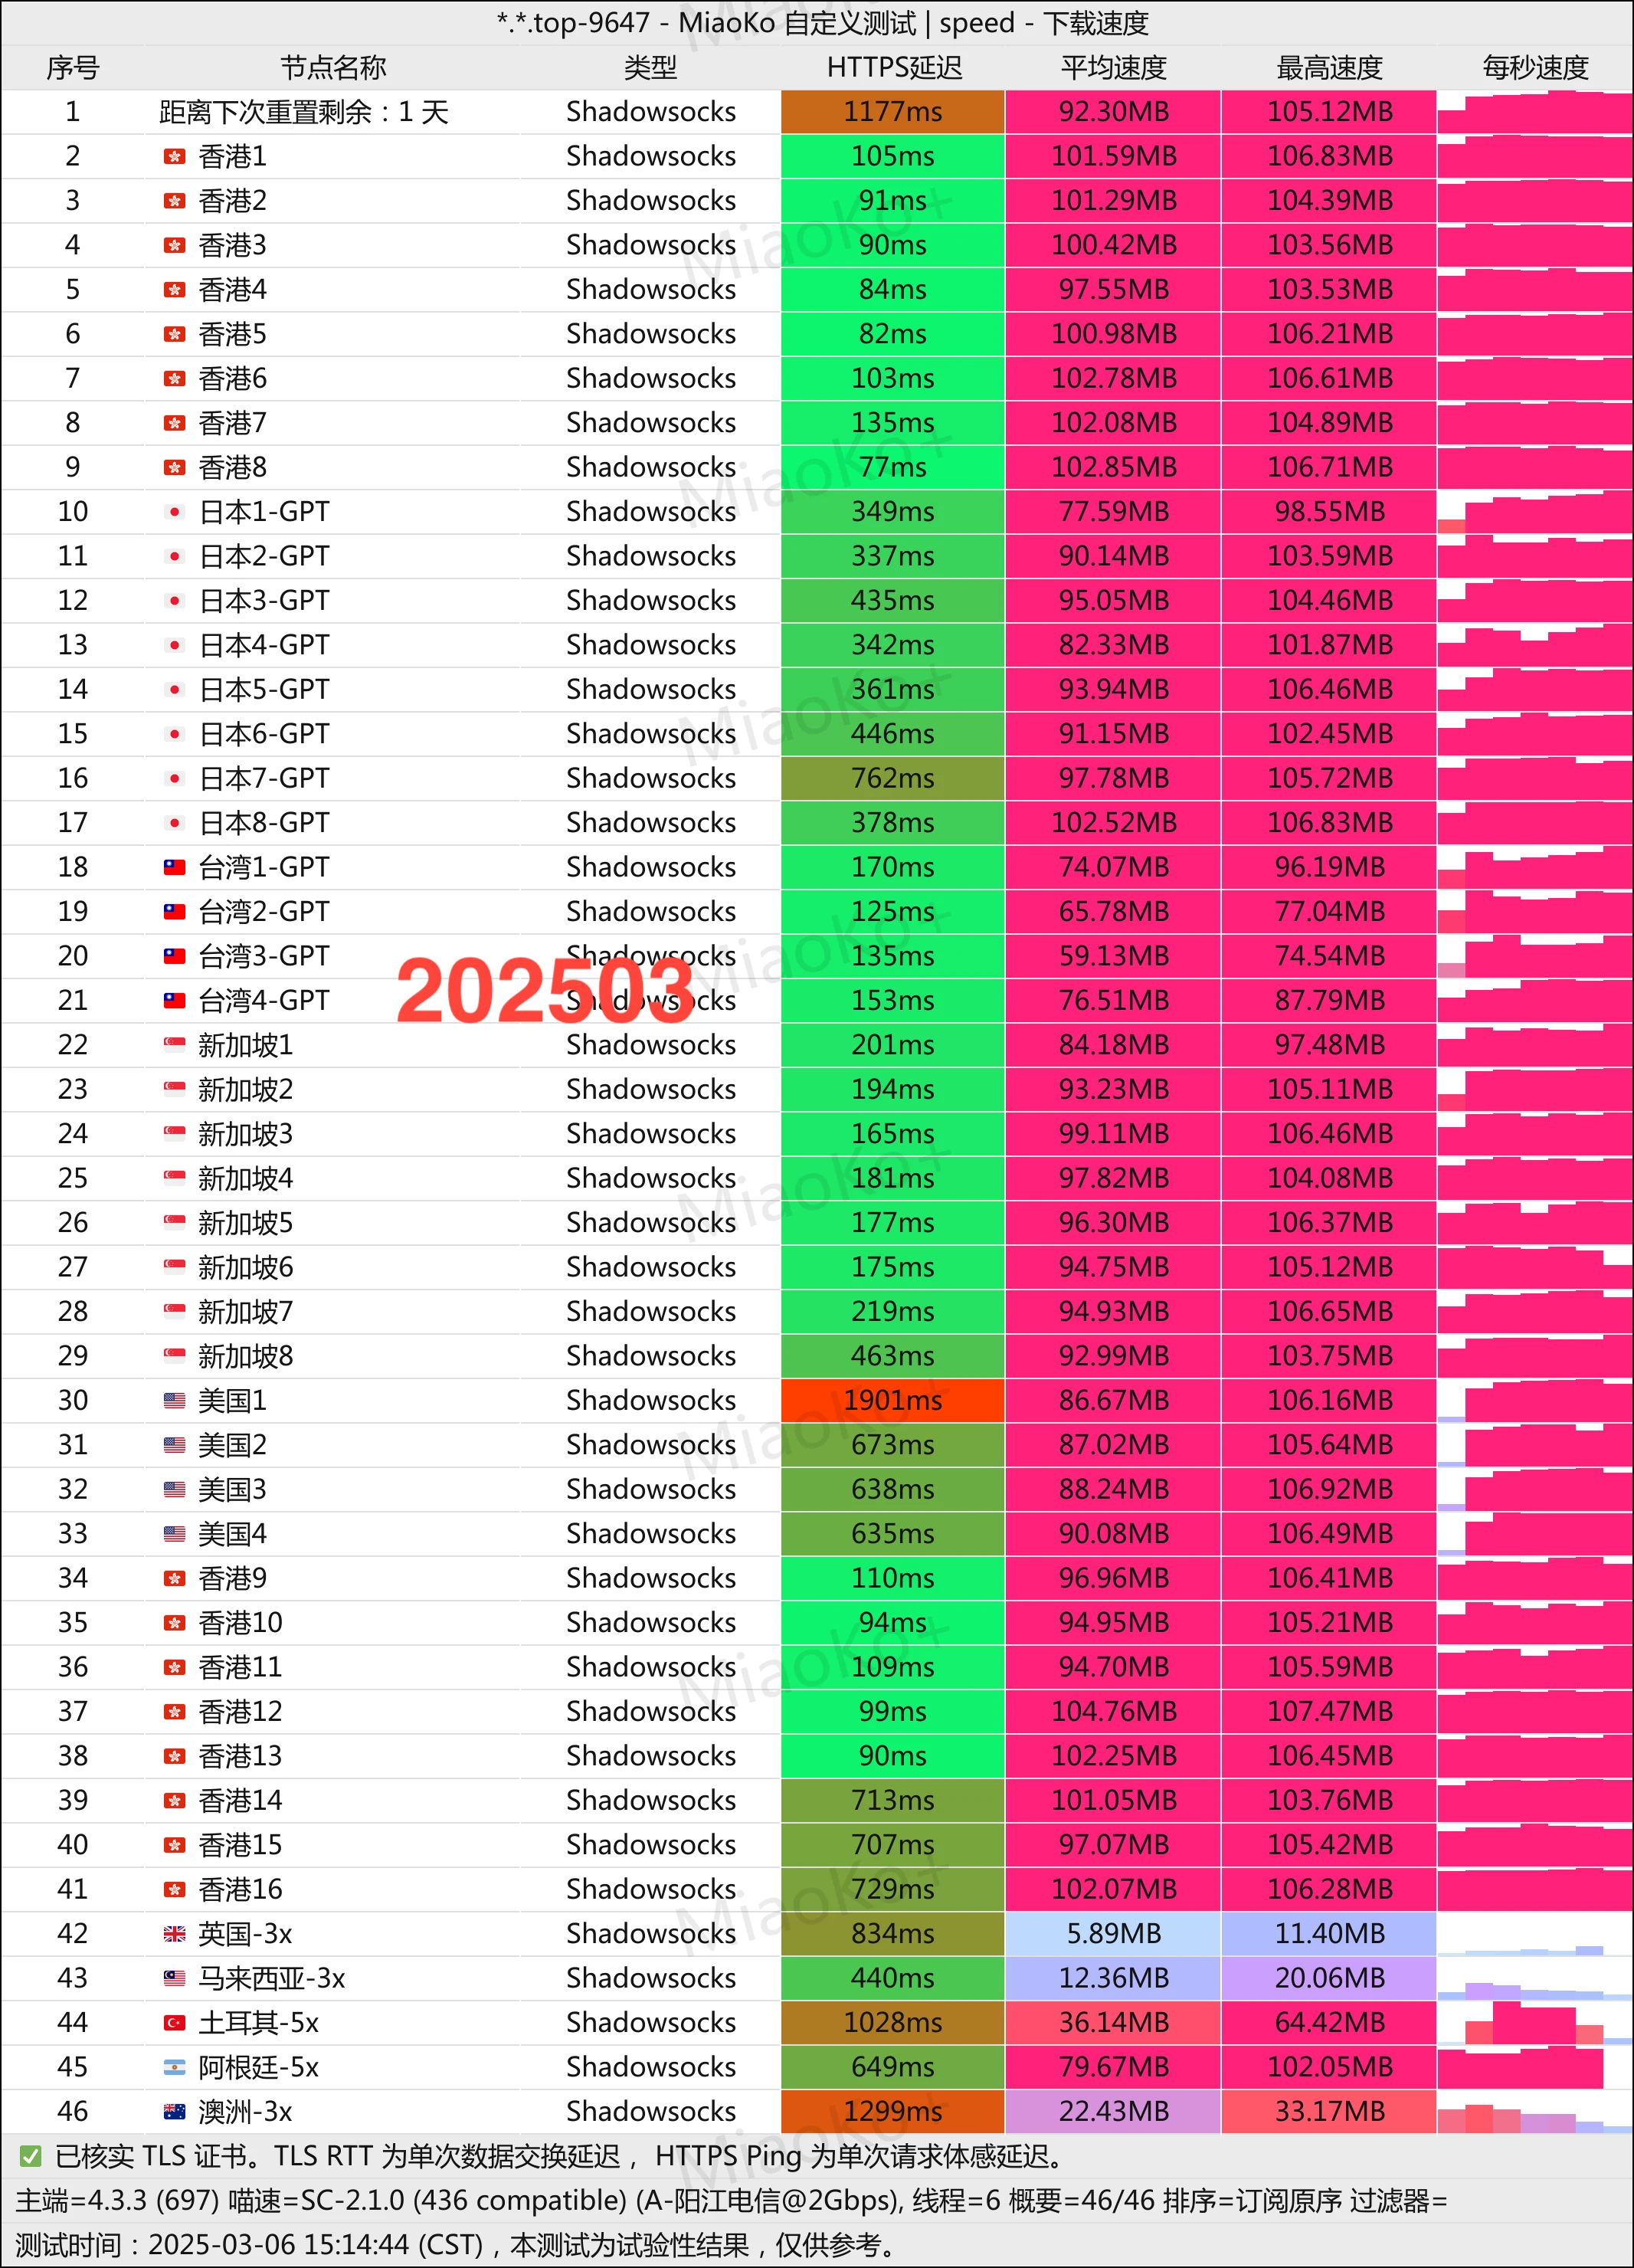 *.*.top-9647 - MiaoKo 自定义测试 | speed - 下载速度
序号 节点名称 类型 HTTPS延迟 平均速度 最高速度 每秒速度
1 距离下次重置剩余：1 天 Shadowsocks 1177ms 92.30MB 105.12MB
2 香港1 Shadowsocks 105ms 101.59MB 106.83MB
3 香港2 Shadowsocks 91ms 101.29MB 104.39MB
4 香港3 Shadowsocks 90ms 100.42MB 103.56MB
5 香港4 Shadowsocks 84ms 97.55MB 103.53MB
6 香港5 Shadowsocks 82ms 100.98MB 106.21MB
7 香港6 Shadowsocks 103ms 102.78MB 106.61MB
8 香港7 Shadowsocks 135ms 102.08MB 104.89MB
9 香港8 Shadowsocks 77ms 102.85MB 106.71MB
10 日本1-GPT Shadowsocks 349ms 77.59MB 98.55MB
11 日本2-GPT Shadowsocks 337ms 90.14MB 103.59MB
12 日本3-GPT Shadowsocks 435ms 95.05MB 104.46MB
13 日本4-GPT Shadowsocks 342ms 82.33MB 101.87MB
14 日本5-GPT Shadowsocks 361ms 93.94MB 106.46MB
15 日本6-GPT Shadowsocks 446ms 91.15MB 102.45MB
16 日本7-GPT Shadowsocks 762ms 97.78MB 105.72MB
17 日本8-GPT Shadowsocks 378ms 102.52MB 106.83MB
18 台湾1-GPT Shadowsocks 170ms 74.07MB 96.19MB
19 台湾2-GPT Shadowsocks 125ms 65.78MB 77.04MB
20 台湾3-GPT Shadowsocks 135ms 59.13MB 74.54MB
202503
21 台湾4-GPT Shadowsocks 153ms 76.51MB 87.79MB
22 新加坡1 Shadowsocks 201ms 84.18MB 97.48MB
23 新加坡2 Shadowsocks 194ms 93.23MB 105.11MB
24 新加坡3 Shadowsocks 165ms 99.11MB 106.46MB
25 新加坡4 Shadowsocks 181ms 97.82MB 104.08MB
26 新加坡5 Shadowsocks 177ms 96.30MB 106.37MB
27 新加坡6 Shadowsocks 175ms 94.75MB 105.12MB
28 新加坡7 Shadowsocks 219ms 94.93MB 106.65MB
29 新加坡8 Shadowsocks 463ms 92.99MB 103.75MB
30 美国1 Shadowsocks 1901ms 86.67MB 106.16MB
31 美国2 Shadowsocks 673ms 87.02MB 105.64MB
32 美国3 Shadowsocks 638ms 88.24MB 106.92MB
33 美国4 Shadowsocks 635ms 90.08MB 106.49MB
34 香港9 Shadowsocks 110ms 96.96MB 106.41MB
35 香港10 Shadowsocks 94ms 94.95MB 105.21MB
36 香港11 Shadowsocks 109ms 94.70MB 105.59MB
37 香港12 Shadowsocks 99ms 104.76MB 107.47MB
38 香港13 Shadowsocks 90ms 102.25MB 106.45MB
39 香港14 Shadowsocks 713ms 101.05MB 103.76MB
40 香港15 Shadowsocks 707ms 97.07MB 105.42MB
41 香港16 Shadowsocks 729ms 102.07MB 106.28MB
42 英国-3x Shadowsocks 834ms 5.89MB 11.40MB
43 马来西亚-3x Shadowsocks 440ms 12.36MB 20.06MB
44 土耳其-5x Shadowsocks 1028ms 36.14MB 64.42MB
45 阿根廷-5x Shadowsocks 649ms 79.67MB 102.05MB
46 澳洲-3x Shadowsocks 1299ms 22.43MB 33.17MB
✅ 已核实 TLS 证书。TLS RTT 为单次数据交换延迟， HTTPS Ping 为单次请求体感延迟。
主端=4.3.3 (697) 喵速=SC-2.1.0 (436 compatible) (A-阳江电信@2Gbps), 线程=6 概要=46/46 排序=订阅原序 过滤器=
测试时间：2025-03-06 15:14:44 (CST)，本测试为试验性结果，仅供参考。
MiaoKo+